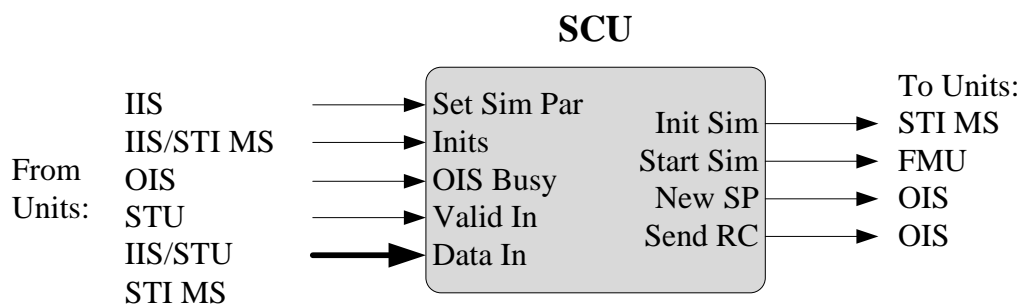 SCU
To Units:
IIS
Set Sim Par
Init Sim
STI MS
IIS/STI MS
Inits
Start Sim
FMU
From
Units:
OIS
OIS Busy
New SP
OIS
STU
Valid In
Send RC
OIS
IIS/STU
Data In
STI MS